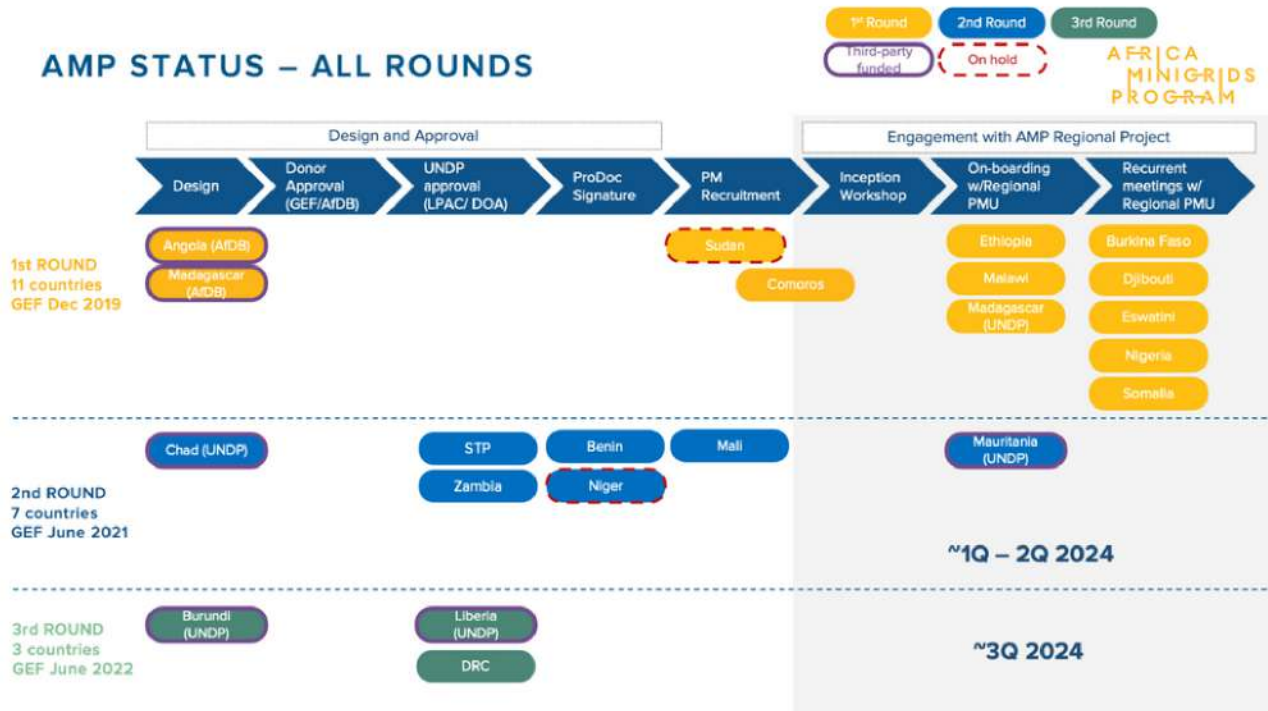 1st Round
2nd Round
3rd Round
Third-party
funded
On hold
AFRICA
MINIGRIDS
PROGRAM
AMP STATUS – ALL ROUNDS
Design and Approval
Engagement with AMP Regional Project
Design
Donor
Approval
(GEF/AfDB)
UNDP
approval
(LPAC/ DOA)
ProDoc
Signature
PM
Recruitment
Inception
Workshop
On-boarding
w/Regional
PMU
Recurrent
meetings w/
Regional PMU
1st ROUND
11 countries
GEF Dec 2019
Angola (AfDB)
Madagascar
(AfDB)
Sudan
Comoros
Ethiopia
Malawi
Madagascar
(UNDP)
Burkina Faso
Djibouti
Eswatini
Nigeria
Somalia
2nd ROUND
7 countries
GEF June 2021
Chad (UNDP)
STP
Zambia
Benin
Niger
Mali
Mauritania
(UNDP)
~1Q – 2Q 2024
3rd ROUND
3 countries
GEF June 2022
Burundi
(UNDP)
Liberia
(UNDP)
DRC
~3Q 2024